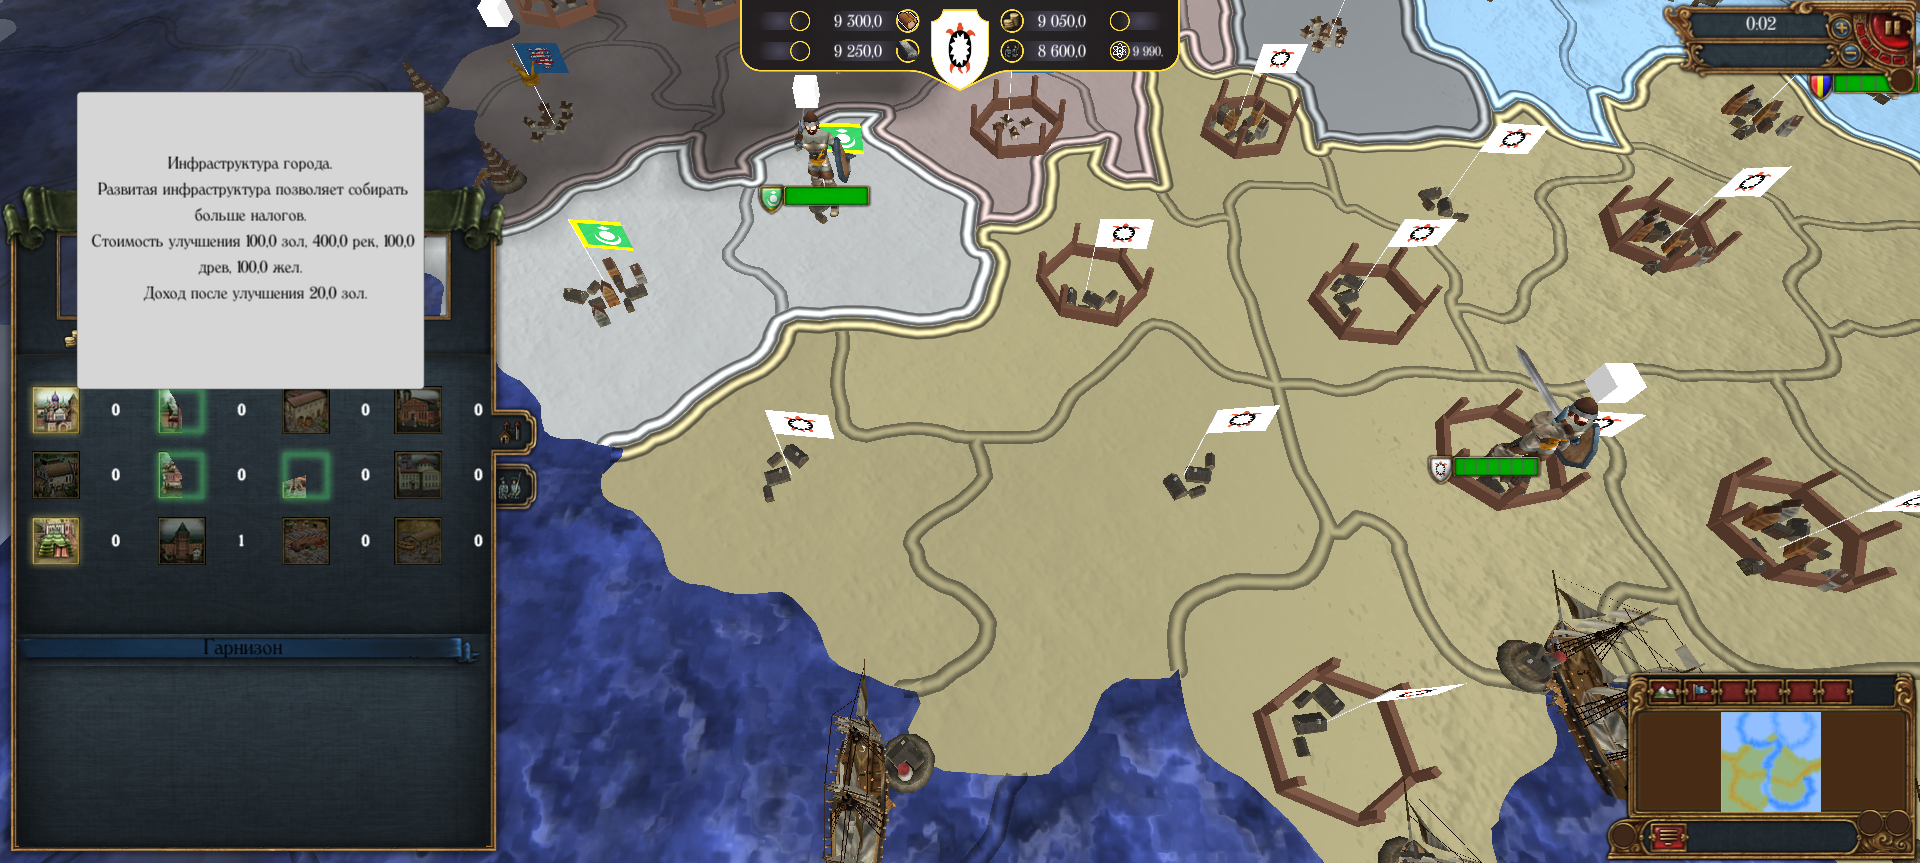 9 300,0
9 050,0
9 250,0
8 600,0
9 990.
0:02
Инфраструктура города.
Развитая инфраструктура позволяет собирать
больше налогов.
Стоимость улучшения 100,0 зол, 400,0 рек, 100,0
древ, 100,0 жел.
Доход после улучшения 20,0 зол.
0 0 0 0
0 0 0 0
0 1 0 0
Гарнизон